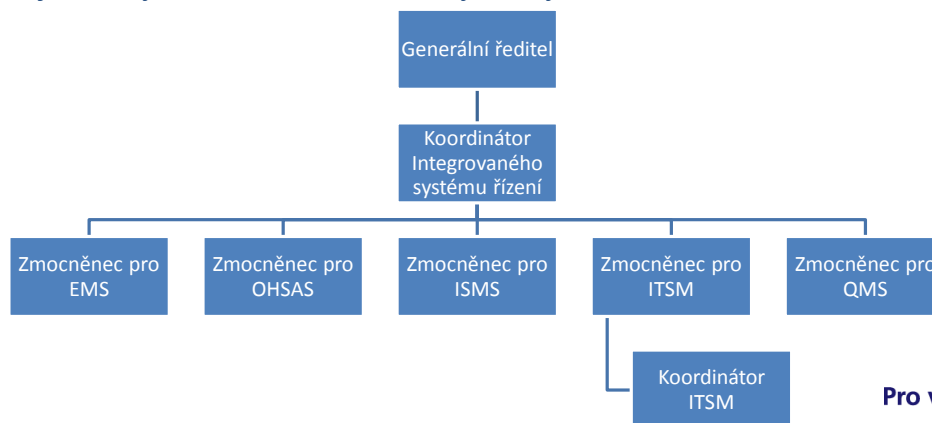 Generální ředitel
Koordinátor
Integrovaného
systému řízení
Zmocněnec pro
EMS
Zmocněnec pro
OHSAS
Zmocněnec pro
ISMS
Zmocněnec pro
ITSM
Zmocněnec pro
QMS
Koordinátor
ITSM
Pro